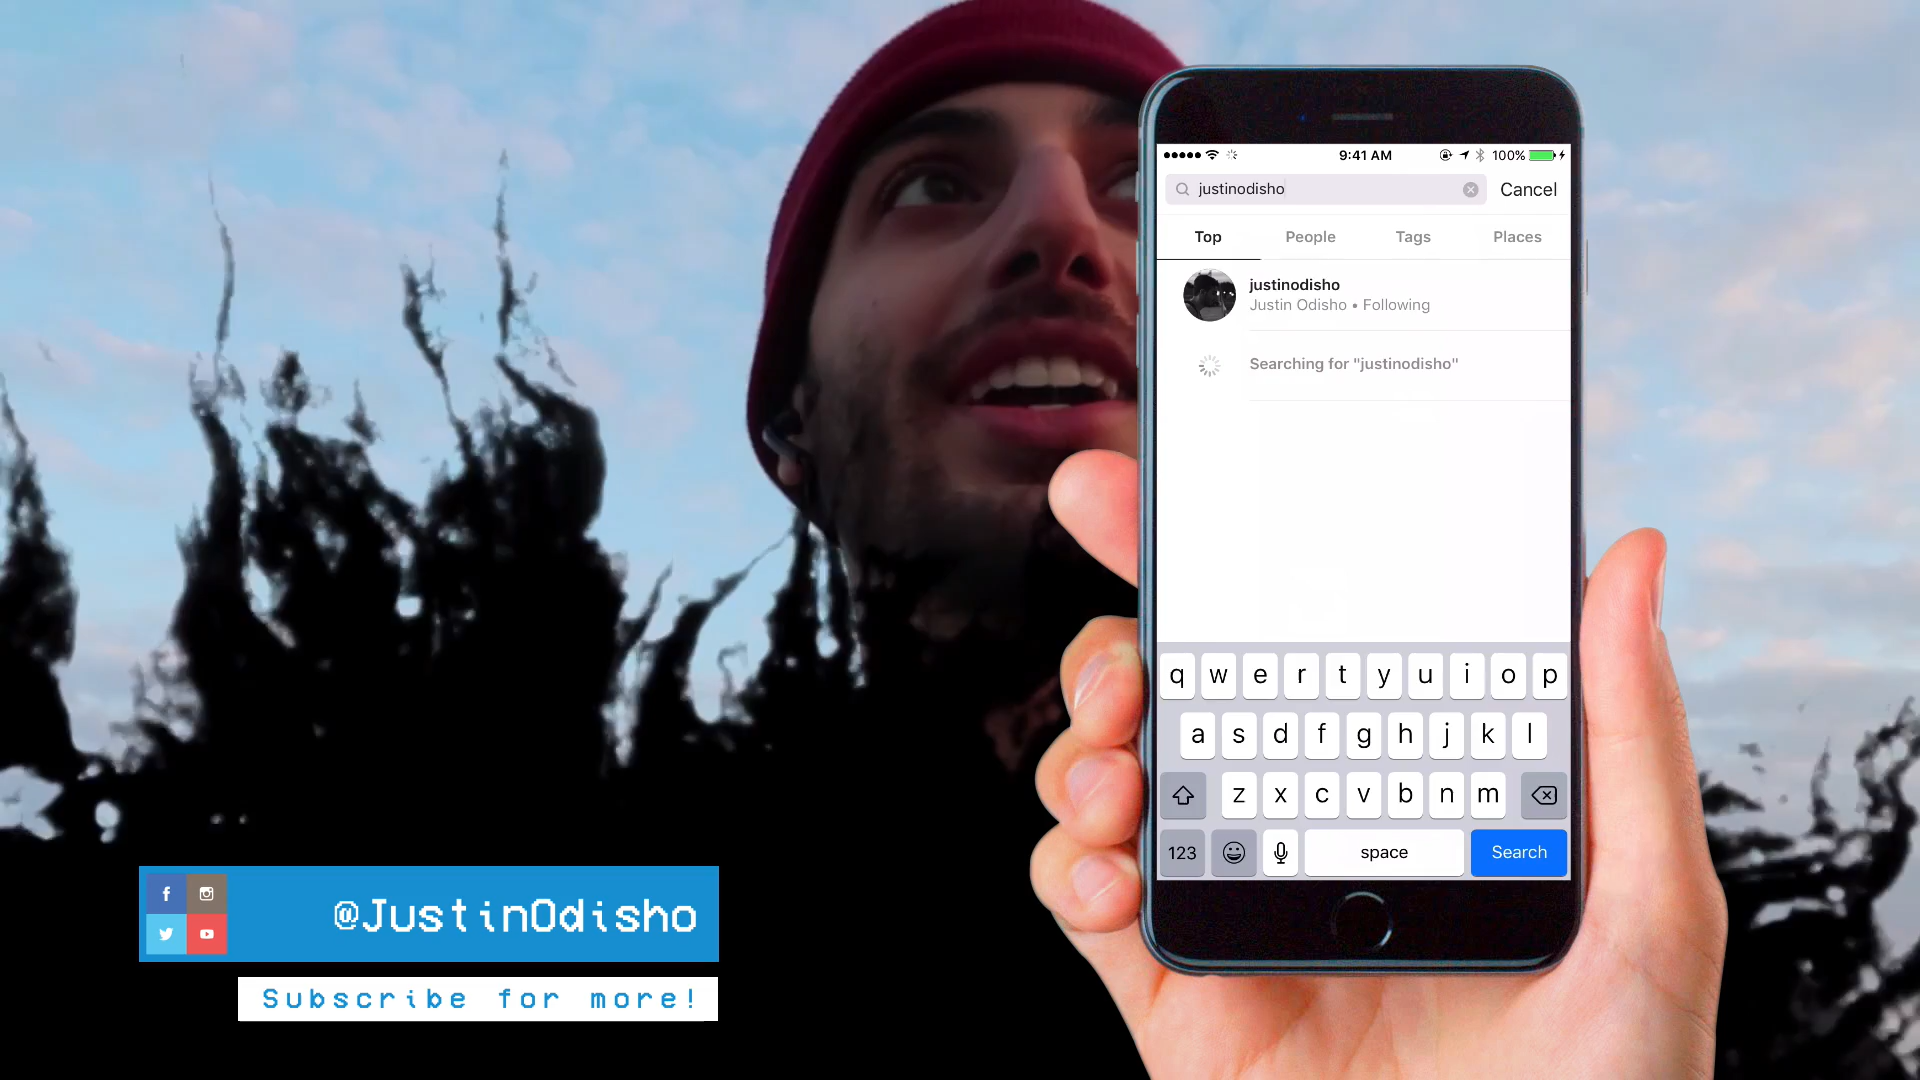 9:41 AM
100%
justinodisho
Cancel
Top
People
Tags
Places
justinodisho
Justin Odisho • Following
Searching for "justinodisho"
q w e r t y u i o p
a s d f g h j k l
z x c v b n m
123
space
Search
@JustinOdisho
Subscribe for more!